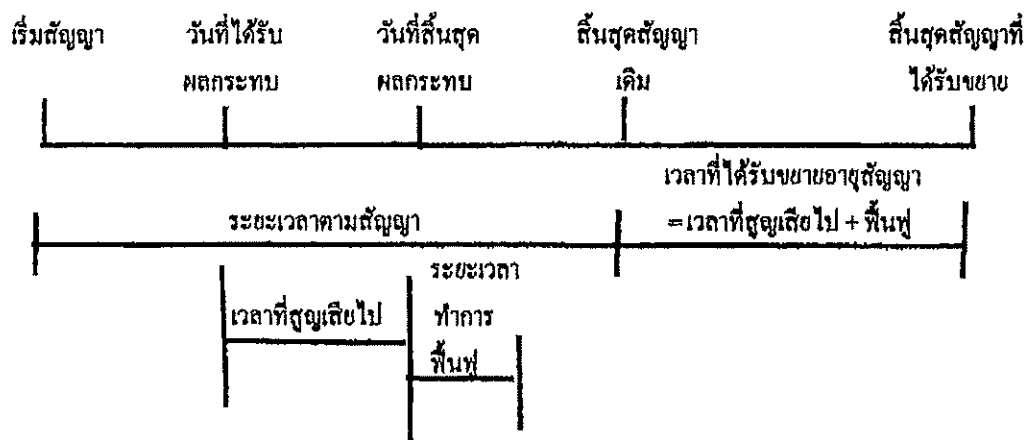 เริ่มสัญญา วันที่ได้รับ วันที่สิ้นสุด สิ้นสุดสัญญา สิ้นสุดสัญญาที่
ผลกระทบ ผลกระทบ เดิม ได้รับขยาย
เวลาที่ได้รับขยายอายุสัญญา
ระยะเวลาตามสัญญา =เวลาที่สูญเสียไป + ฟื้นฟู
ระยะเวลา
เวลาที่สูญเสียไป ทำการ
ฟื้นฟู